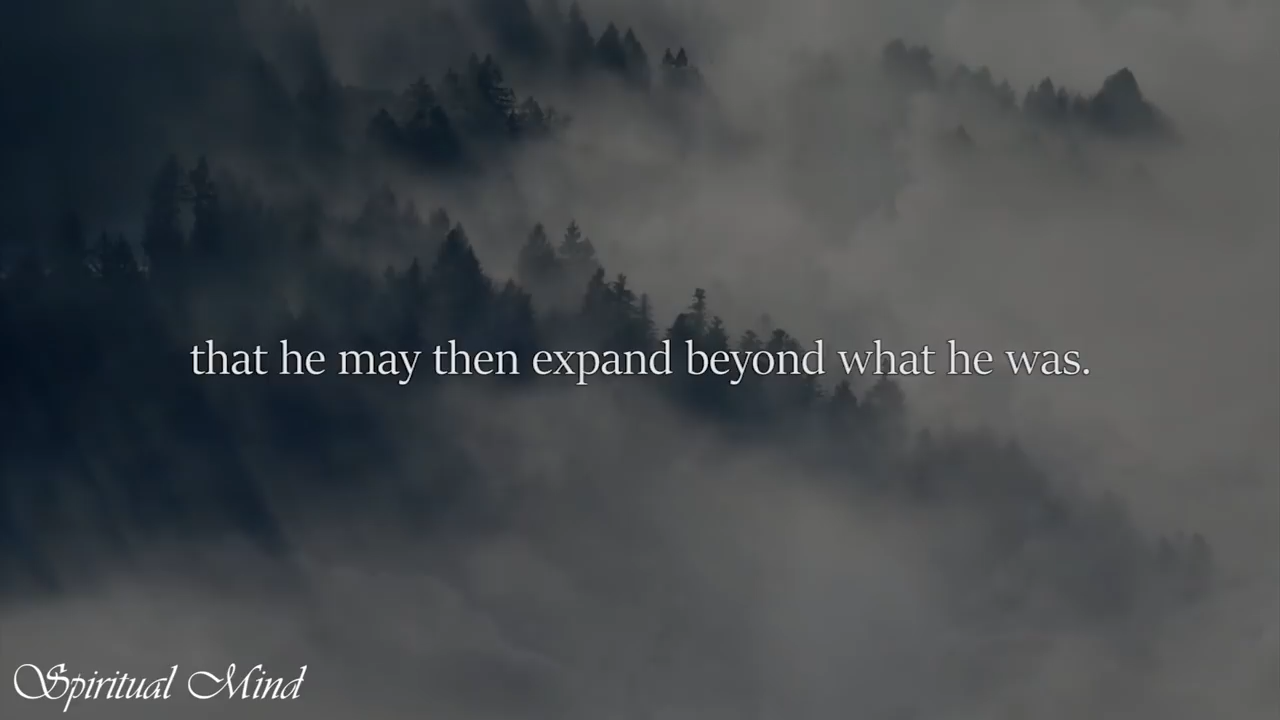 that he may then expand beyond what he was.
Spiritual Mind